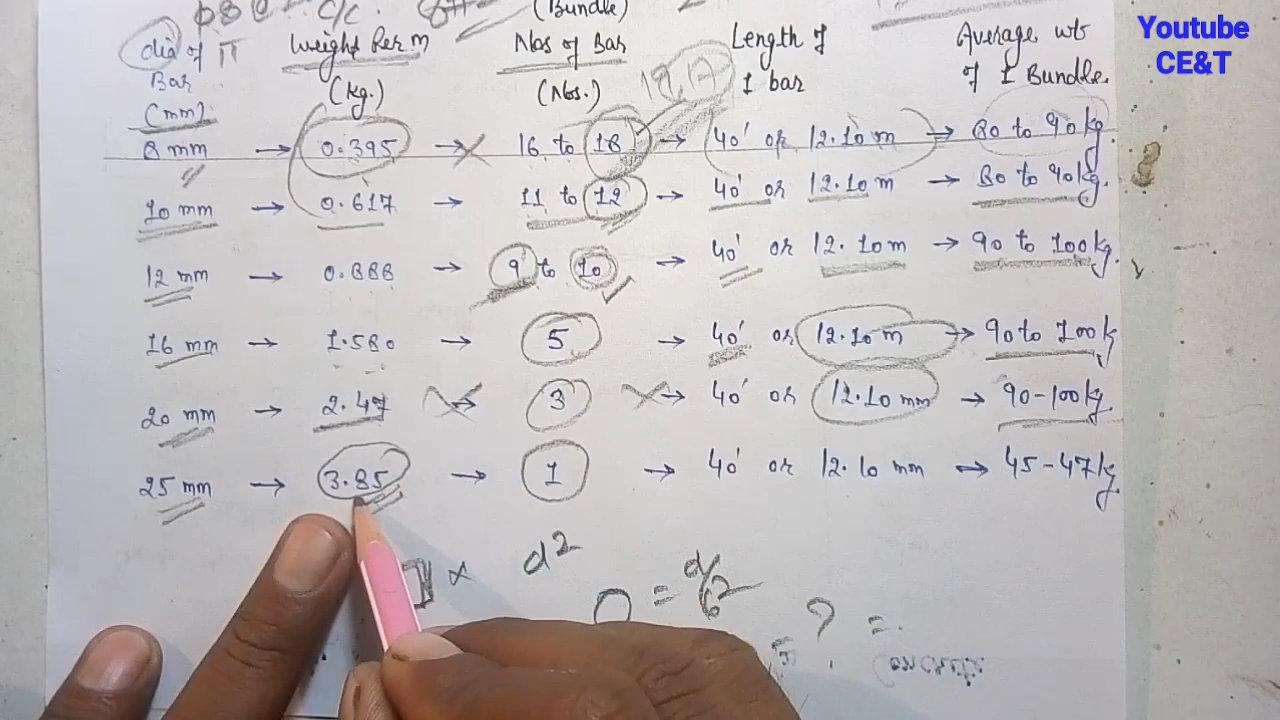 c/c. (Bundle)
Youtube
CE&T
dia of Π Weight Per m Nos of Bar Length of Average wt
Bar (Kg.) (Nos.) 1 bar of 1 Bundle.
(mm)
8 mm → 0.395 → 16 to 18 → 40' or 12.10 m → 80 to 90 kg.
10 mm → 0.617 → 11 to 12 → 40' or 12.10 m → 80 to 90 kg.
12 mm → 0.888 → 9 to 10 → 40' or 12.10 m → 90 to 100 kg.
16 mm → 1.580 → 5 → 40' or 12.10 m → 90 to 100 k
20 mm → 2.47 → 3 → 40' or 12.10 mm → 90-100 kg.
25 mm → 3.85 → 1 → 40' or 12.10 mm → 45-47 kg.
× d2
= ? =.
Concrete